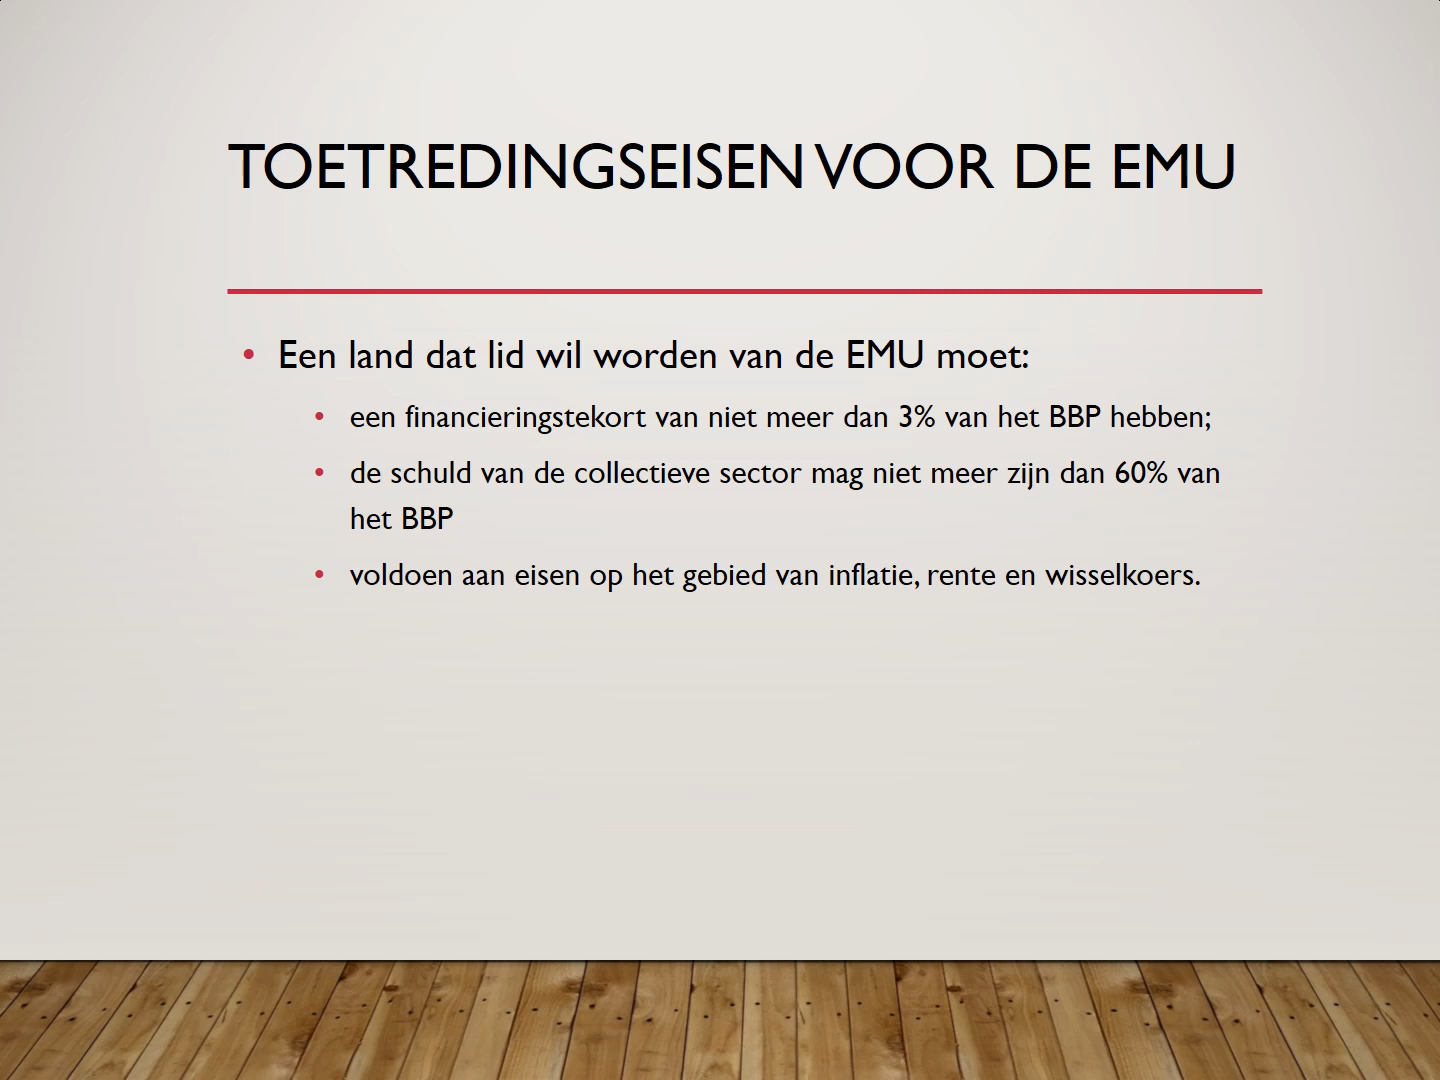 TOETREDINGSEISEN VOOR DE EMU
• Een land dat lid wil worden van de EMU moet:
• een financieringstekort van niet meer dan 3% van het BBP hebben;
• de schuld van de collectieve sector mag niet meer zijn dan 60% van
het BBP
• voldoen aan eisen op het gebied van inflatie, rente en wisselkoers.